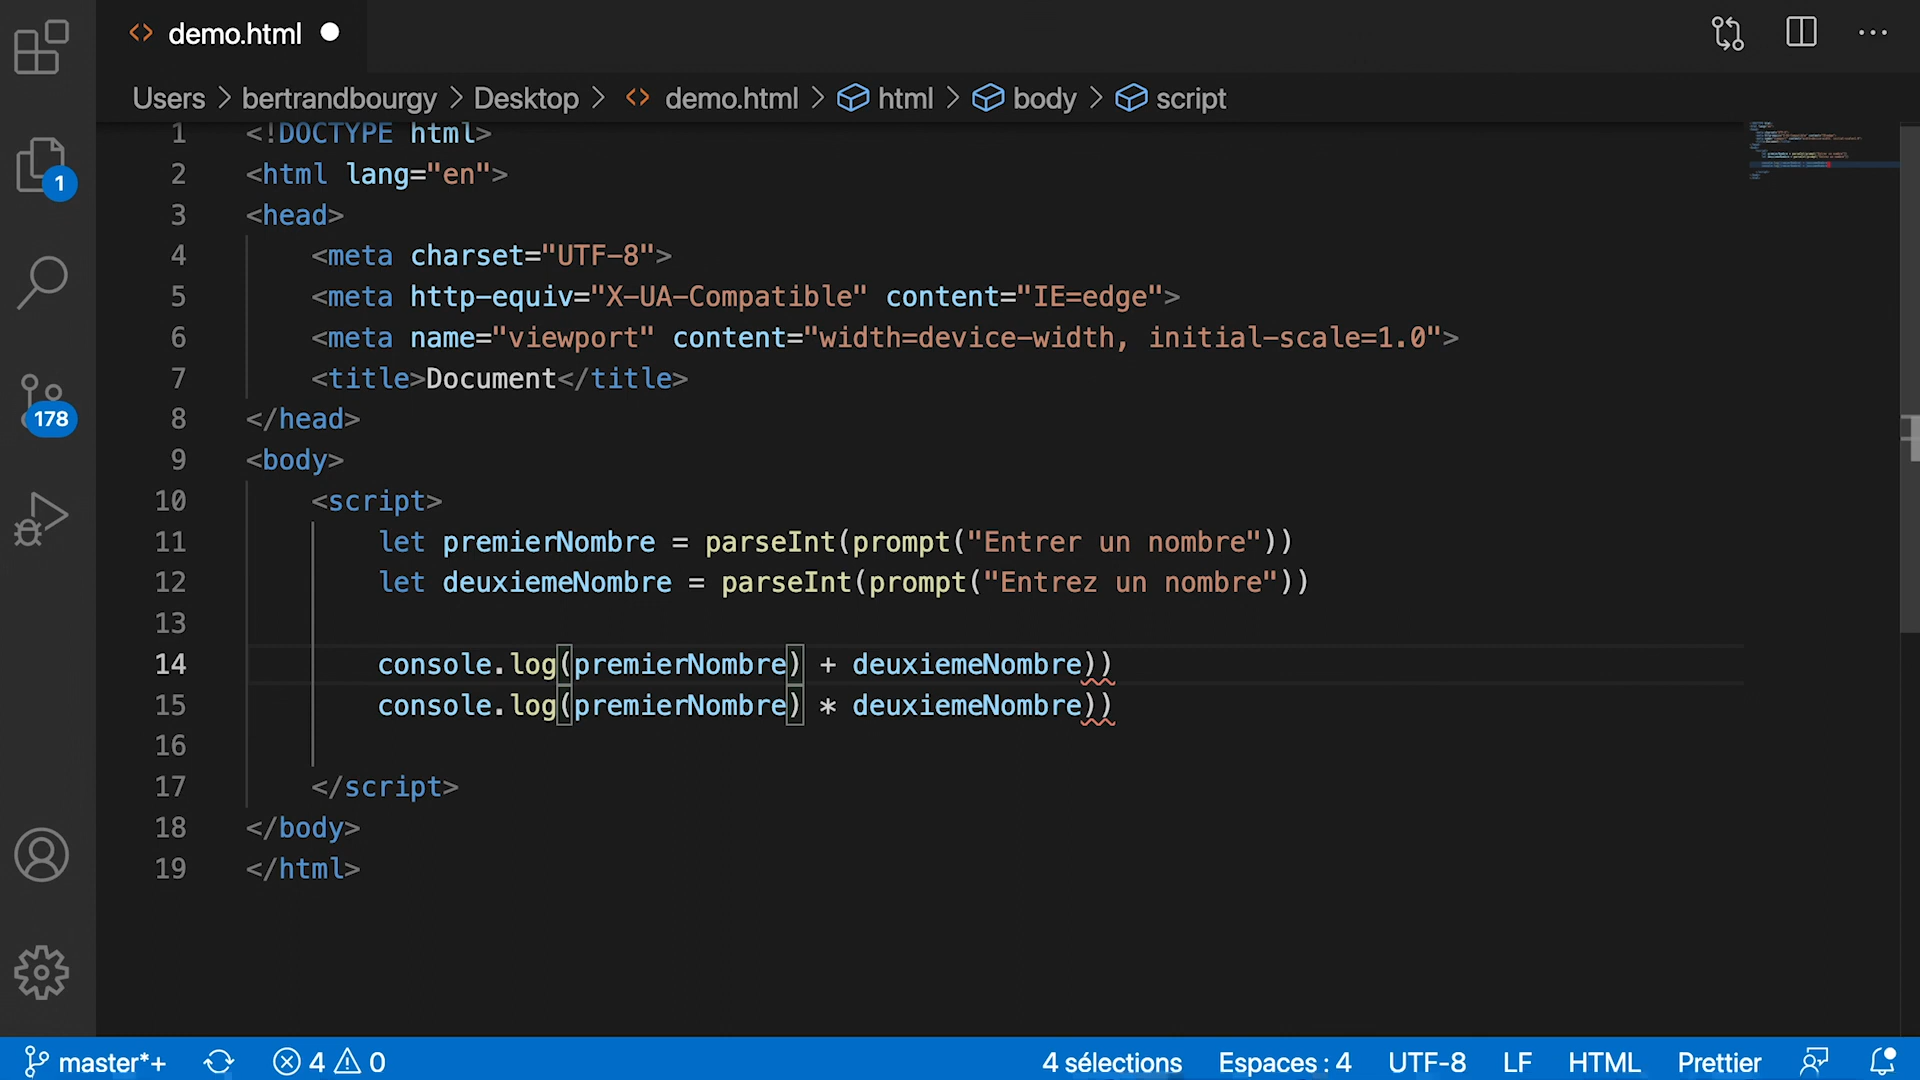 demo.html
Users > bertrandbourgy > Desktop > <> demo.html > html > body > script
1 <!DOCTYPE html>
2 <html lang="en">
3 <head>
4 <meta charset="UTF-8">
5 <meta http-equiv="X-UA-Compatible" content="IE=edge">
6 <meta name="viewport" content="width=device-width, initial-scale=1.0">
7 <title>Document</title>
8 </head>
9 <body>
10 <script>
11 let premierNombre = parseInt(prompt("Entrer un nombre"))
12 let deuxiemeNombre = parseInt(prompt("Entrez un nombre"))
13
14 console.log(premierNombre) + deuxiemeNombre))
15 console.log(premierNombre) * deuxiemeNombre))
16
17 </script>
18 </body>
19 </html>
1
178
master*+ 4 0 4 sélections Espaces : 4 UTF-8 LF HTML Prettier